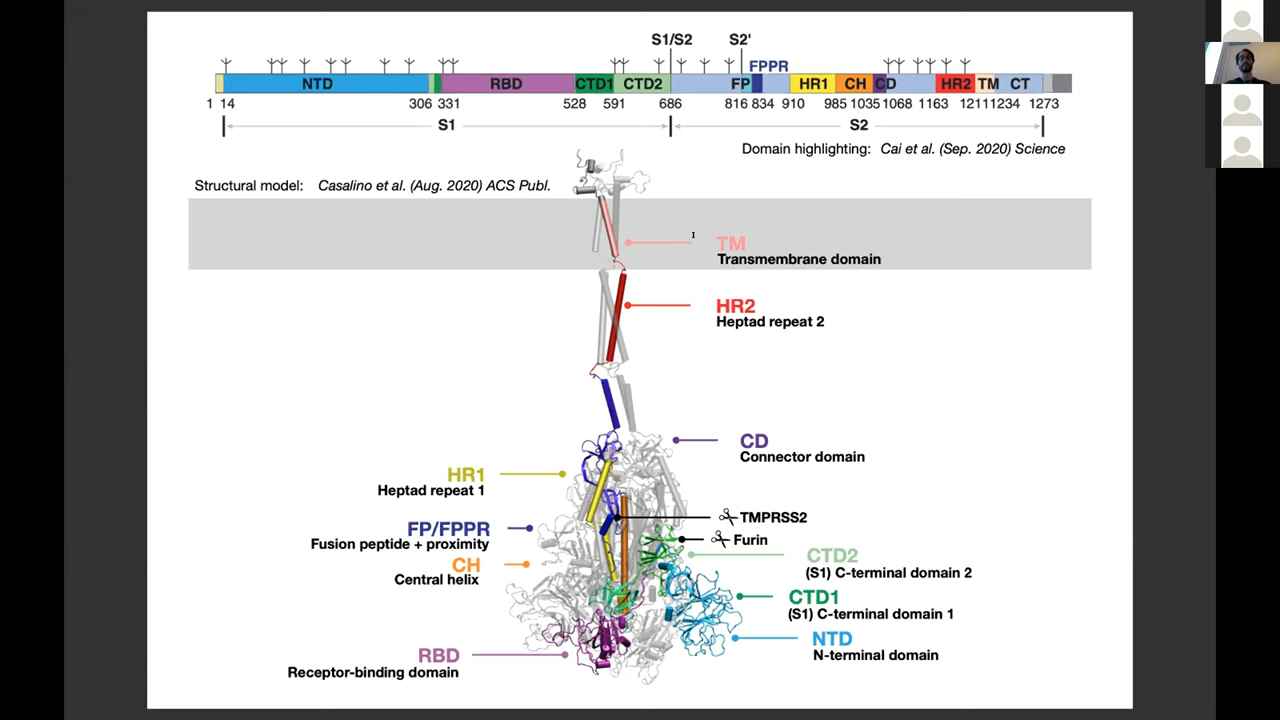 S1/S2 S2'
FPPR
NTD RBD CTD1 CTD2 FP HR1 CH CD HR2 TM CT
1 14 306 331 528 591 686 816 834 910 985 1035 1068 1163 1211 1234 1273
S1 S2
Domain highlighting: Cai et al. (Sep. 2020) Science
Structural model: Casalino et al. (Aug. 2020) ACS Publ.
TM
Transmembrane domain
HR2
Heptad repeat 2
CD
Connector domain
HR1
Heptad repeat 1
TMPRSS2
FP/FPPR
Fusion peptide + proximity
Furin
CH
Central helix
CTD2
(S1) C-terminal domain 2
CTD1
(S1) C-terminal domain 1
NTD
N-terminal domain
RBD
Receptor-binding domain